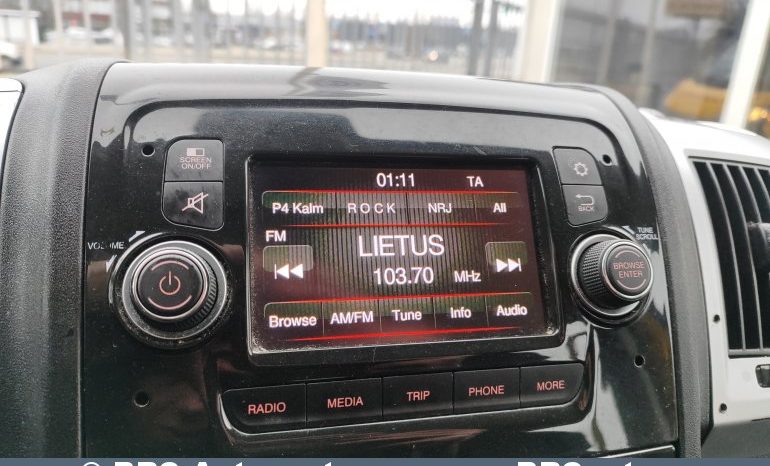 SCREEN
ON/OFF
01:11 TA
P4 Kalm ROCK NRJ All
FM
LIETUS
103.70 MHz
Browse AM/FM Tune Info Audio
BACK
VOLUME
TUNE
SCROLL
BROWSE
ENTER
RADIO MEDIA TRIP PHONE MORE